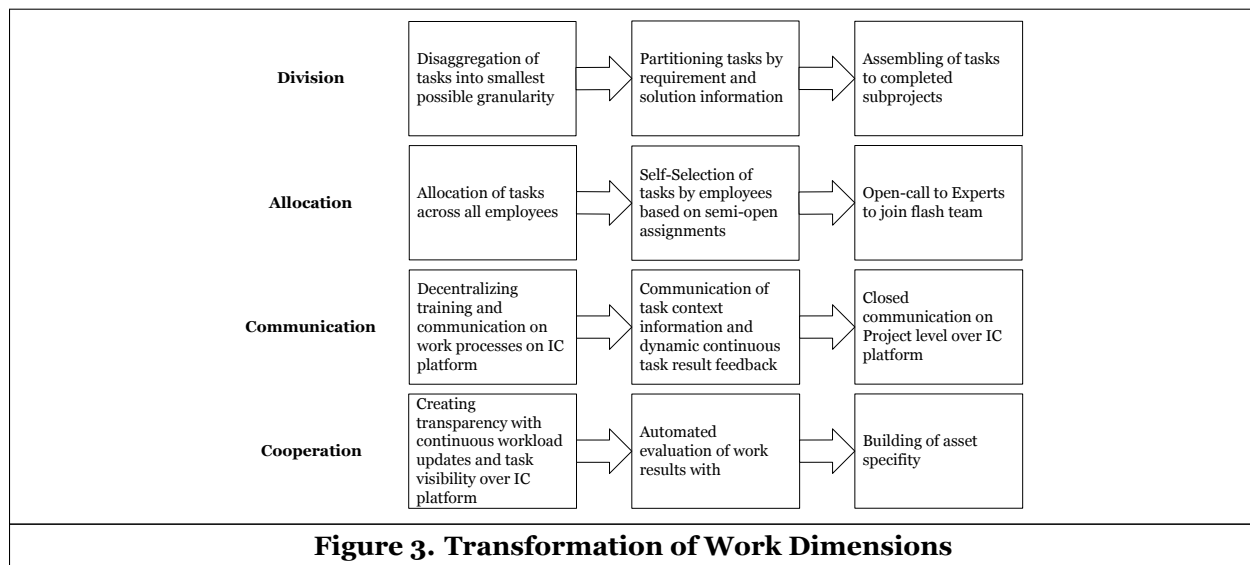 Division
Disaggregation of
tasks into smallest
possible granularity
Partitioning tasks by
requirement and
solution information
Assembling of tasks
to completed
subprojects
Allocation
Allocation of tasks
across all employees
Self-Selection of
tasks by employees
based on semi-open
assignments
Open-call to Experts
to join flash team
Communication
Decentralizing
training and
communication on
work processes on IC
platform
Communication of
task context
information and
dynamic continuous
task result feedback
Closed
communication on
Project level over IC
platform
Cooperation
Creating
transparency with
continuous workload
updates and task
visibility over IC
platform
Automated
evaluation of work
results with
Building of asset
specifity
Figure 3. Transformation of Work Dimensions